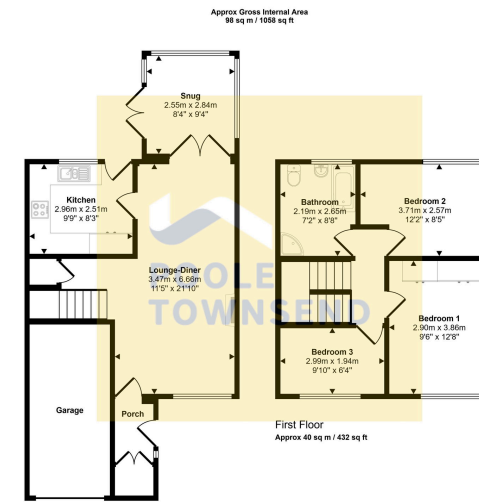 Approx Gross Internal Area
98 sq m / 1058 sq ft
Snug
2.55m x 2.84m
8'4" x 9'4"
Kitchen
2.96m x 2.51m
9'9" x 8'3"
Bathroom
2.19m x 2.65m
7'2" x 8'8"
Bedroom 2
3.71m x 2.57m
12'2" x 8'5"
Lounge-Diner
3.47m x 6.66m
11'5" x 21'10"
POOLE
TOWNSEND
Bedroom 1
2.90m x 3.86m
9'6" x 12'8"
Bedroom 3
2.99m x 1.94m
9'10" x 6'4"
Garage
Porch
First Floor
Approx 40 sq m / 432 sq ft